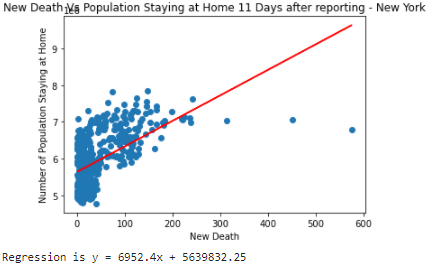 New Death Vs Population Staying at Home 11 Days after reporting - New York
1e6
9
8
7
6
5
Number of Population Staying at Home
0
100
200
300
400
500
600
New Death
Regression is y = 6952.4x + 5639832.25